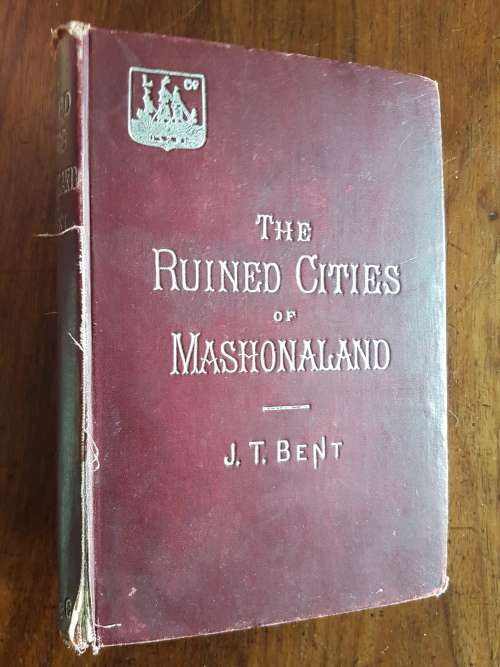 THE
RUINED CITIES
OF
MASHONALAND
J. T. BENT